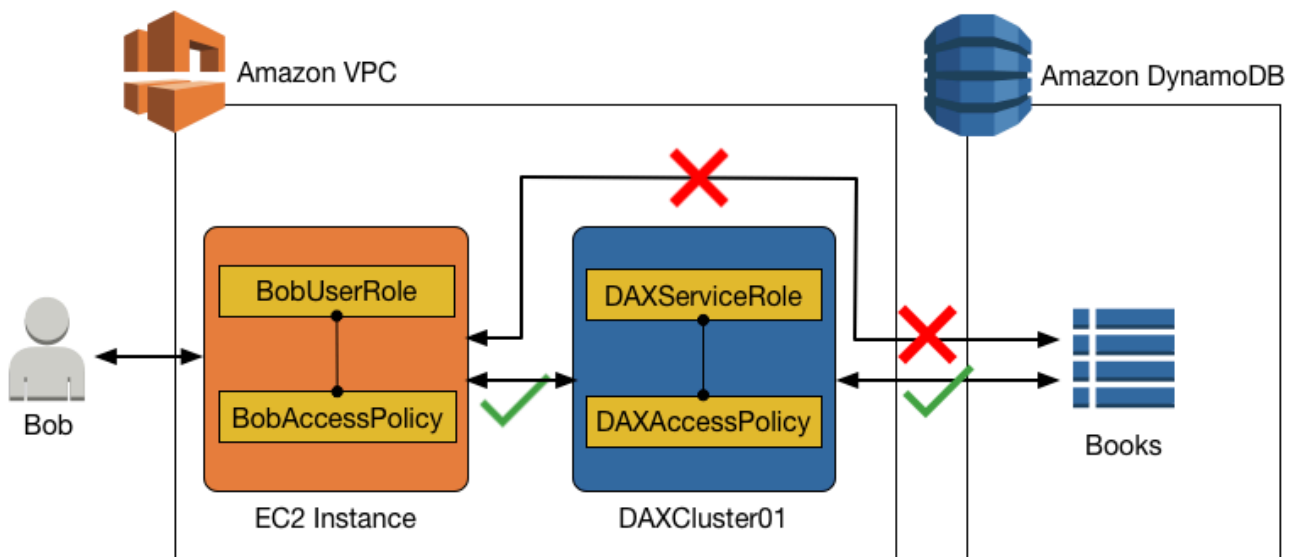 Amazon VPC
Amazon DynamoDB
BobUserRole
DAXServiceRole
BobAccessPolicy
DAXAccessPolicy
Bob
Books
EC2 Instance
DAXCluster01